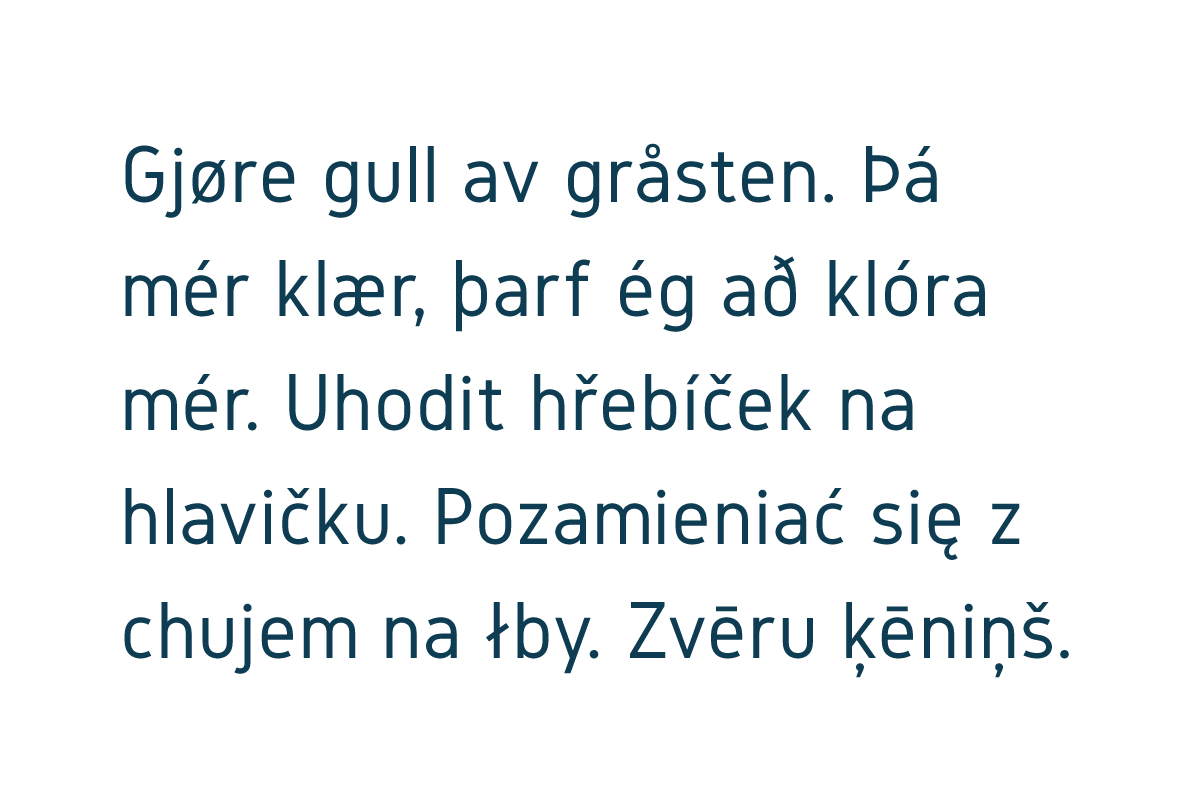 Gjøre gull av gråsten. Þá
mér klær, þarf ég að klóra
mér. Uhodit hřebíček na
hlavičku. Pozamieniać się z
chujem na łby. Zvēru ķēniņš.